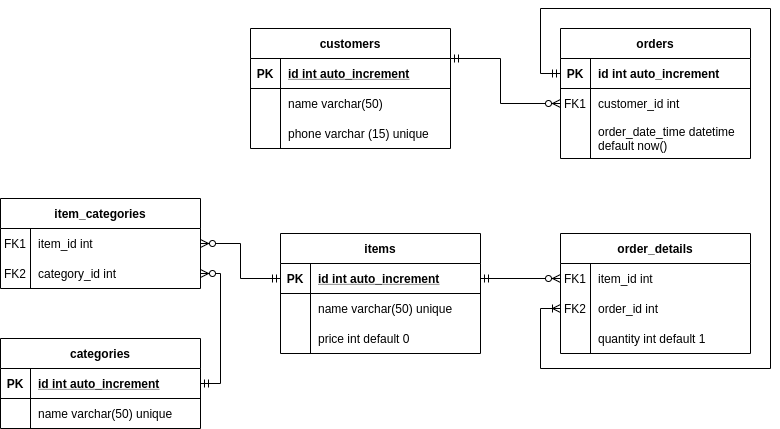 customers
PK id int auto_increment
name varchar(50)
phone varchar (15) unique
orders
PK id int auto_increment
FK1 customer_id int
order_date_time datetime
default now()
item_categories
FK1 item_id int
FK2 category_id int
items
PK id int auto_increment
name varchar(50) unique
price int default 0
order_details
FK1 item_id int
FK2 order_id int
quantity int default 1
categories
PK id int auto_increment
name varchar(50) unique